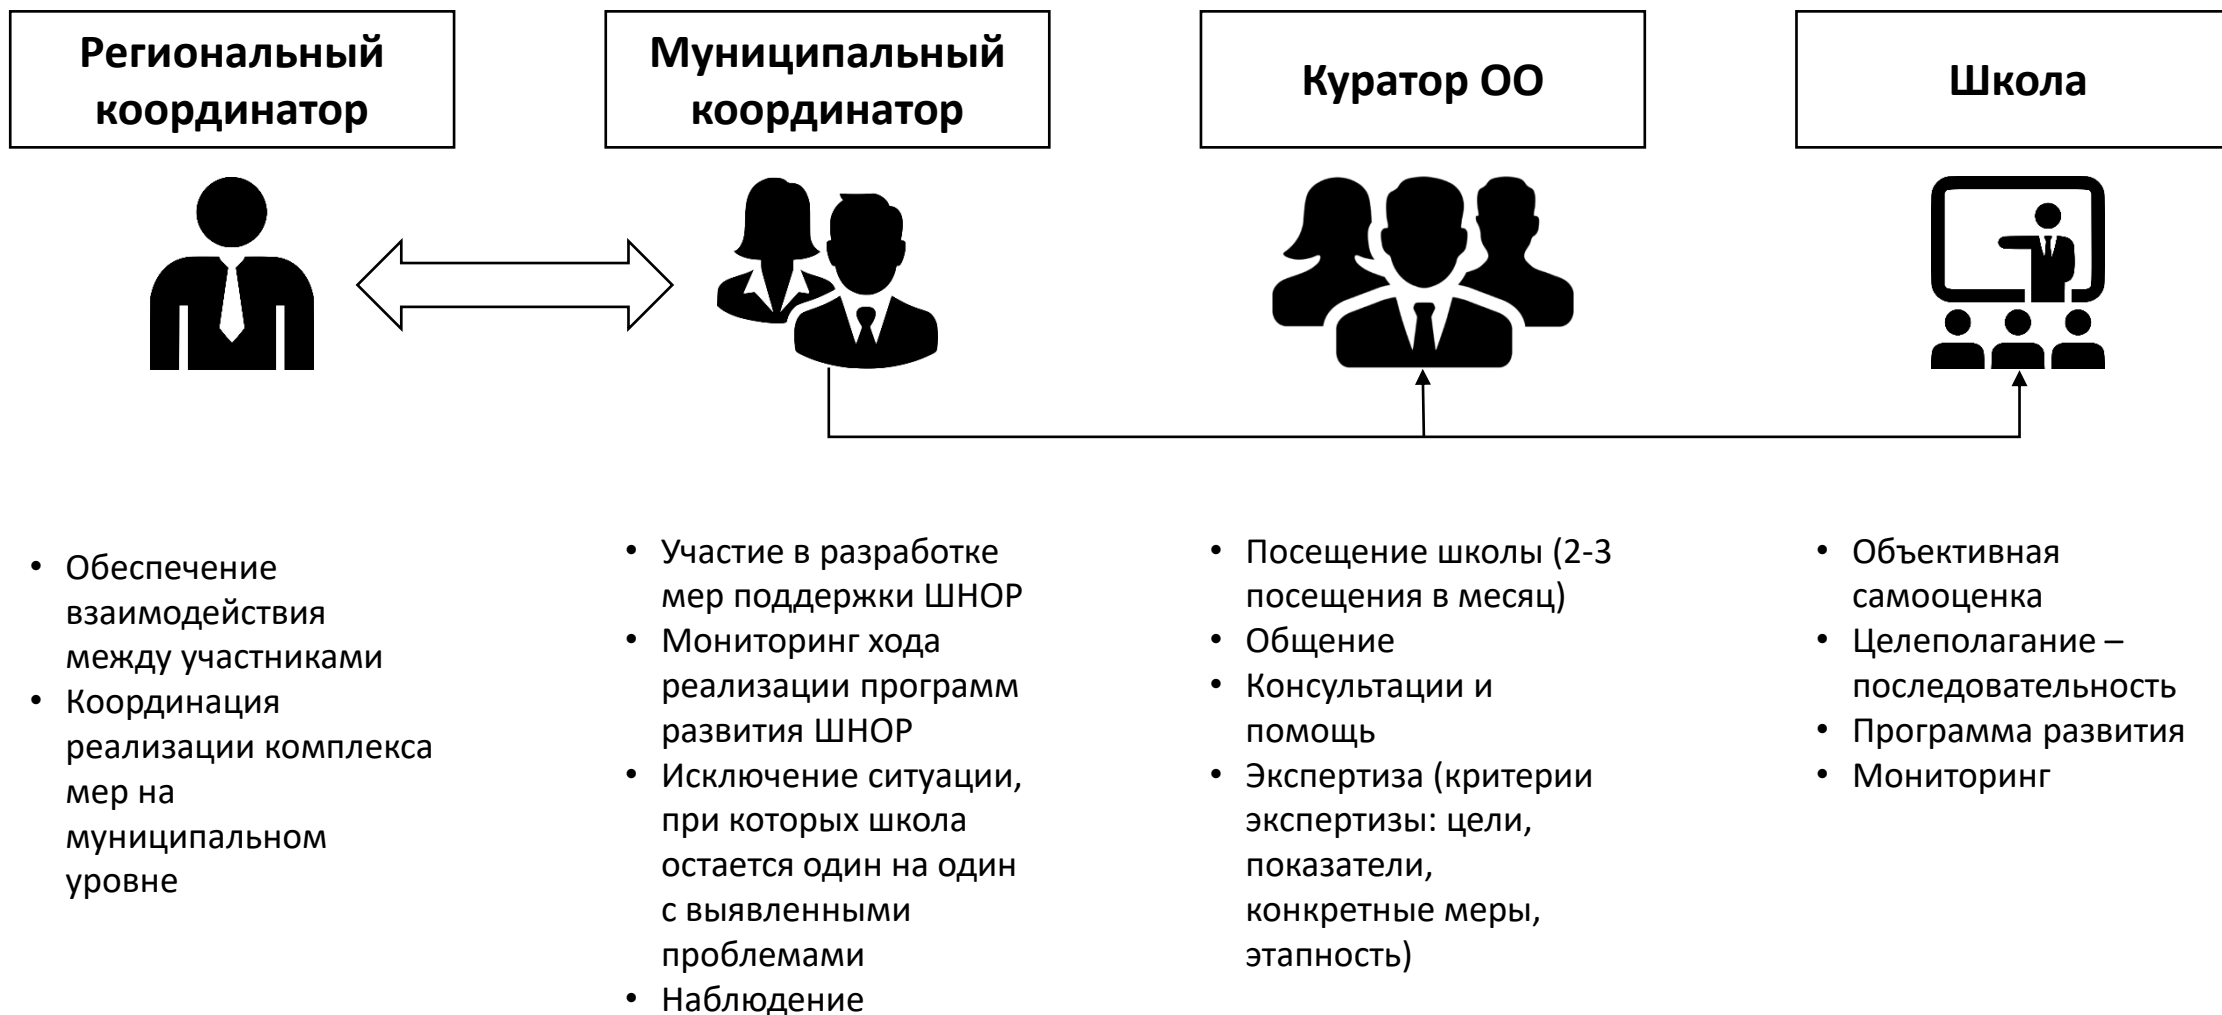 Региональный
координатор
Муниципальный
координатор
Куратор ОО
Школа
• Обеспечение
взаимодействия
между участниками
• Координация
реализации комплекса
мер на
муниципальном
уровне
• Участие в разработке
мер поддержки ШНОР
• Мониторинг хода
реализации программ
развития ШНОР
• Исключение ситуации,
при которых школа
остается один на один
с выявленными
проблемами
• Наблюдение
• Посещение школы (2-3
посещения в месяц)
• Общение
• Консультации и
помощь
• Экспертиза (критерии
экспертизы: цели,
показатели,
конкретные меры,
этапность)
• Объективная
самооценка
• Целеполагание –
последовательность
• Программа развития
• Мониторинг